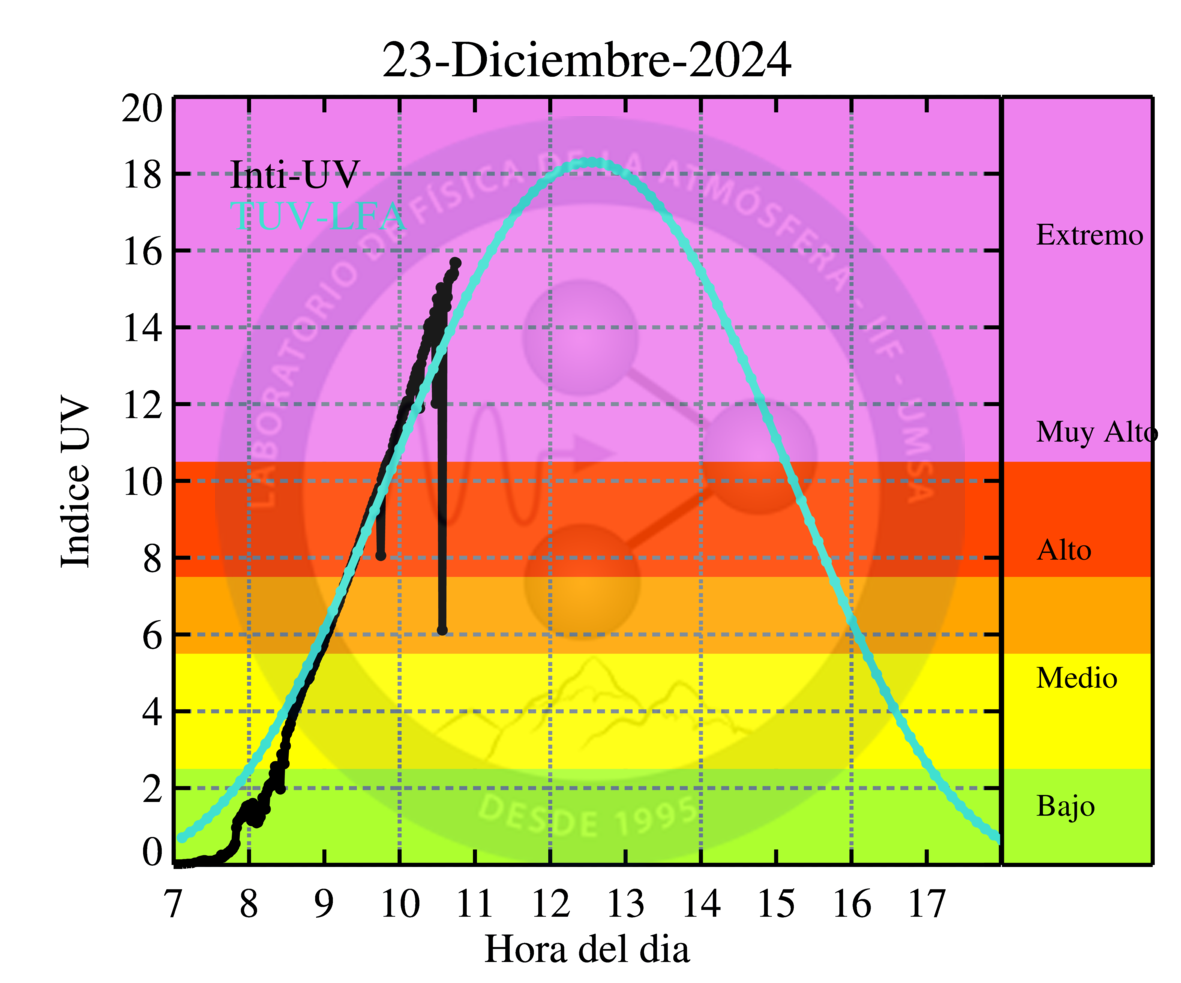 23-Diciembre-2024
Indice UV
20
18
16
14
12
10
8
6
4
2
0
Inti-UV
TUV-LFA
LABORATORIO DE FÍSICA DE LA ATMÓSFERA - IIF - UMSA
DESDE 1995
Extremo
Muy Alto
Alto
Medio
Bajo
7 8 9 10 11 12 13 14 15 16 17
Hora del dia